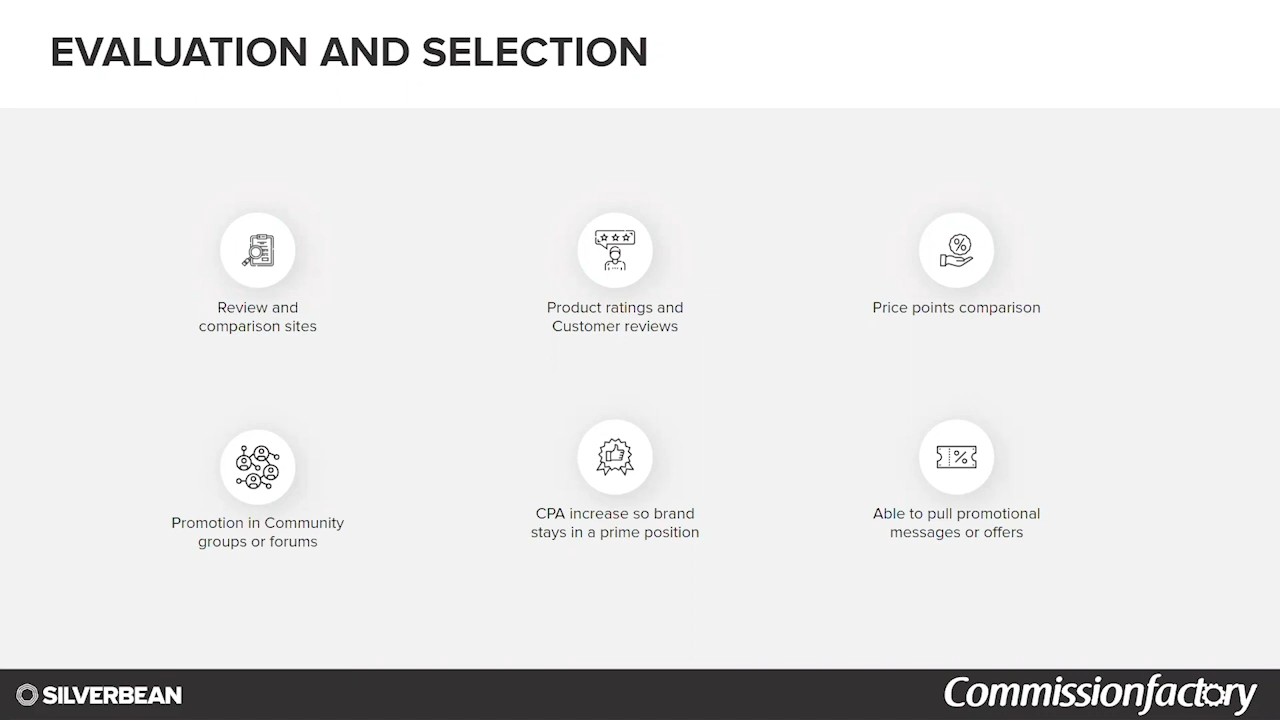 EVALUATION AND SELECTION
Review and
comparison sites
Product ratings and
Customer reviews
Price points comparison
Promotion in Community
groups or forums
CPA increase so brand
stays in a prime position
Able to pull promotional
messages or offers
SILVERBEAN
Commissionfactory